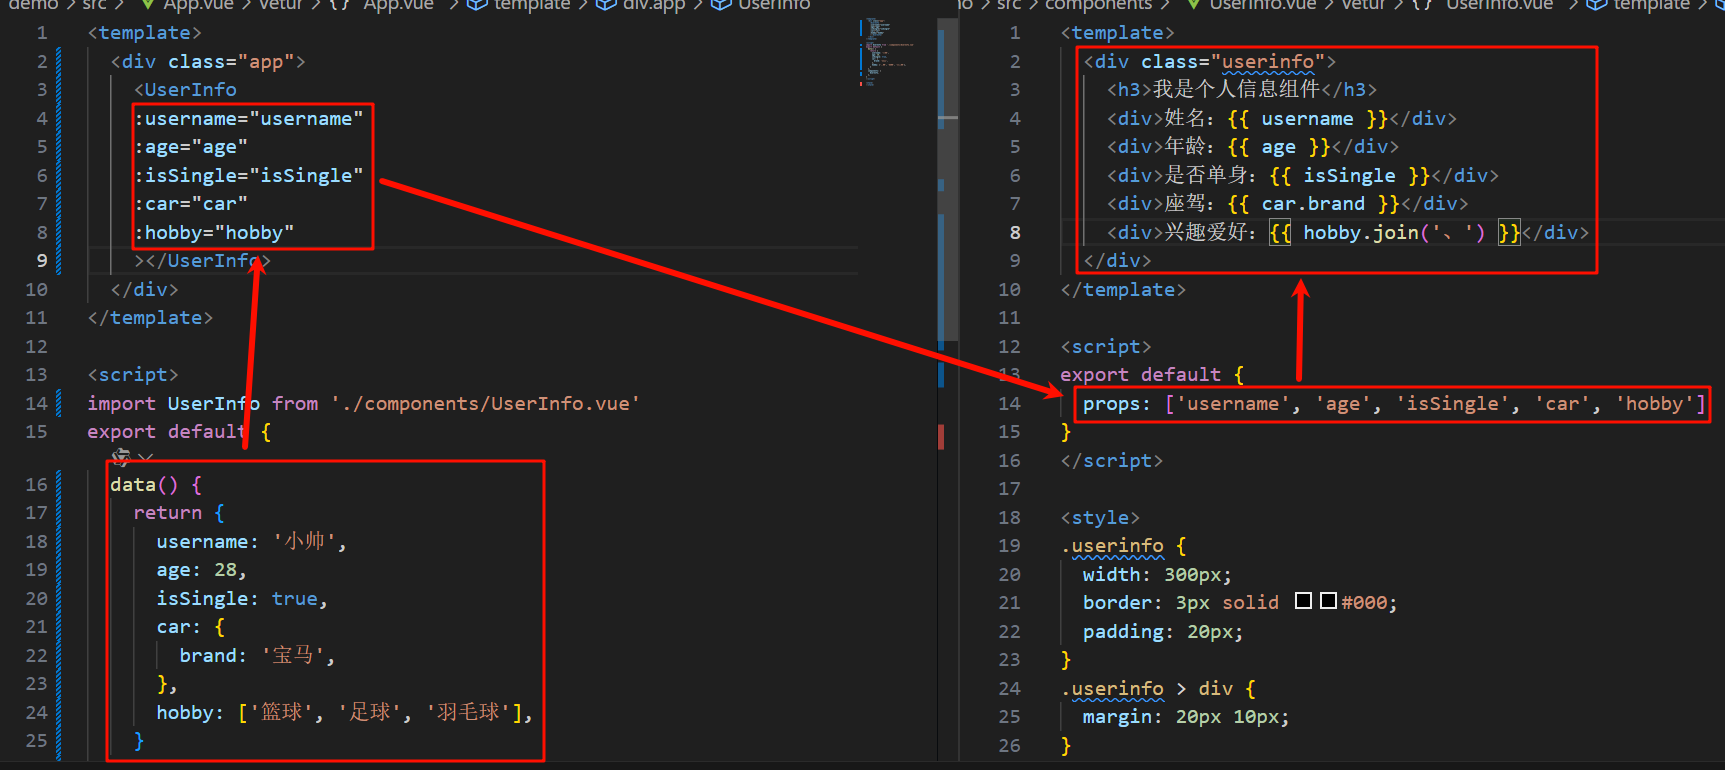 demo > src > App.vue > Vetur > {} App.vue > template > div.app > UserInfo
1 <template>
2 <div class="app">
3 <UserInfo
4 :username="username"
5 :age="age"
6 :isSingle="isSingle"
7 :car="car"
8 :hobby="hobby"
9 ></UserInfo>
10 </div>
11 </template>
12
13 <script>
14 import UserInfo from './components/UserInfo.vue'
15 export default {
16 data() {
17 return {
18 username: '小帅',
19 age: 28,
20 isSingle: true,
21 car: {
22 brand: '宝马',
23 },
24 hobby: ['篮球', '足球', '羽毛球'],
25 }
no > src > components > UserInfo.vue > Vetur > {} UserInfo.vue > template >
1 <template>
2 <div class="userinfo">
3 <h3>我是个人信息组件</h3>
4 <div>姓名：{{ username }}</div>
5 <div>年龄：{{ age }}</div>
6 <div>是否单身：{{ isSingle }}</div>
7 <div>座驾：{{ car.brand }}</div>
8 <div>兴趣爱好：{{ hobby.join('、') }}</div>
9 </div>
10 </template>
11
12 <script>
13 export default {
14 props: ['username', 'age', 'isSingle', 'car', 'hobby']
15 }
16 </script>
17
18 <style>
19 .userinfo {
20 width: 300px;
21 border: 3px solid #000;
22 padding: 20px;
23 }
24 .userinfo > div {
25 margin: 20px 10px;
26 }